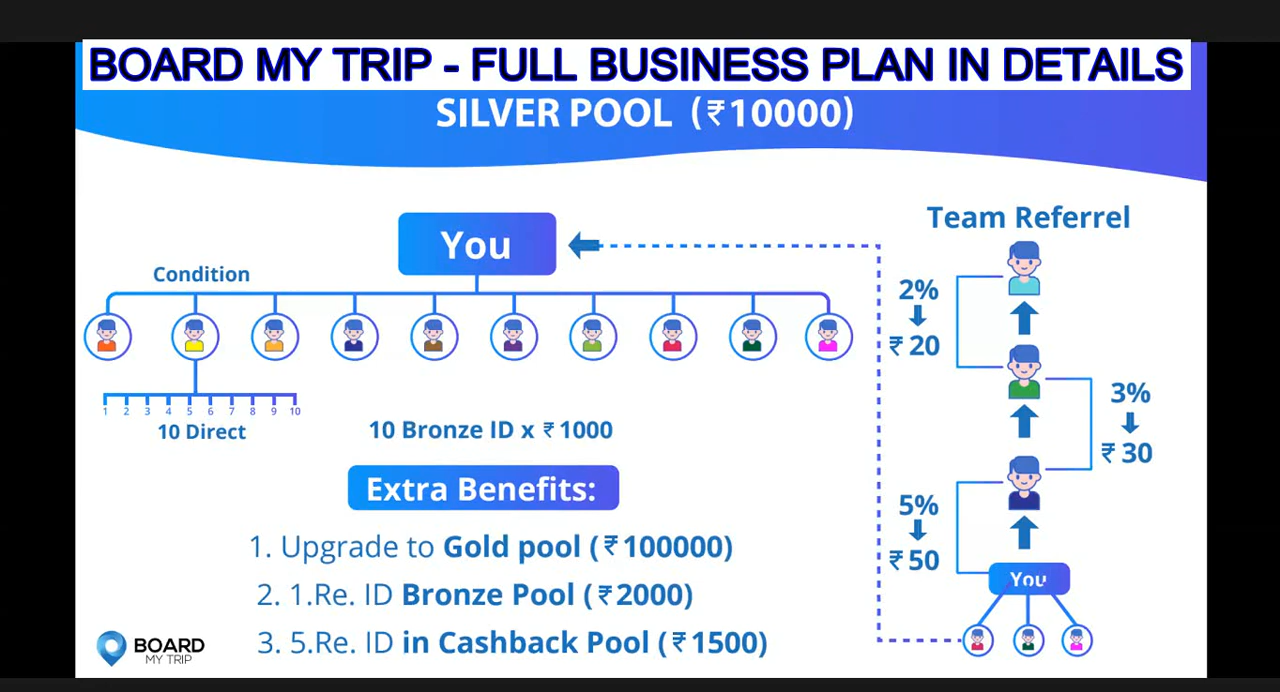 BOARD MY TRIP - FULL BUSINESS PLAN IN DETAILS
SILVER POOL (₹10000)
You
Condition
1 2 3 4 5 6 7 8 9 10
10 Direct
10 Bronze ID x ₹1000
Extra Benefits:
1. Upgrade to Gold pool (₹100000)
2. 1.Re. ID Bronze Pool (₹2000)
3. 5.Re. ID in Cashback Pool (₹1500)
Team Referrel
2%
₹20
3%
₹30
5%
₹50
You
BOARD
MY TRIP